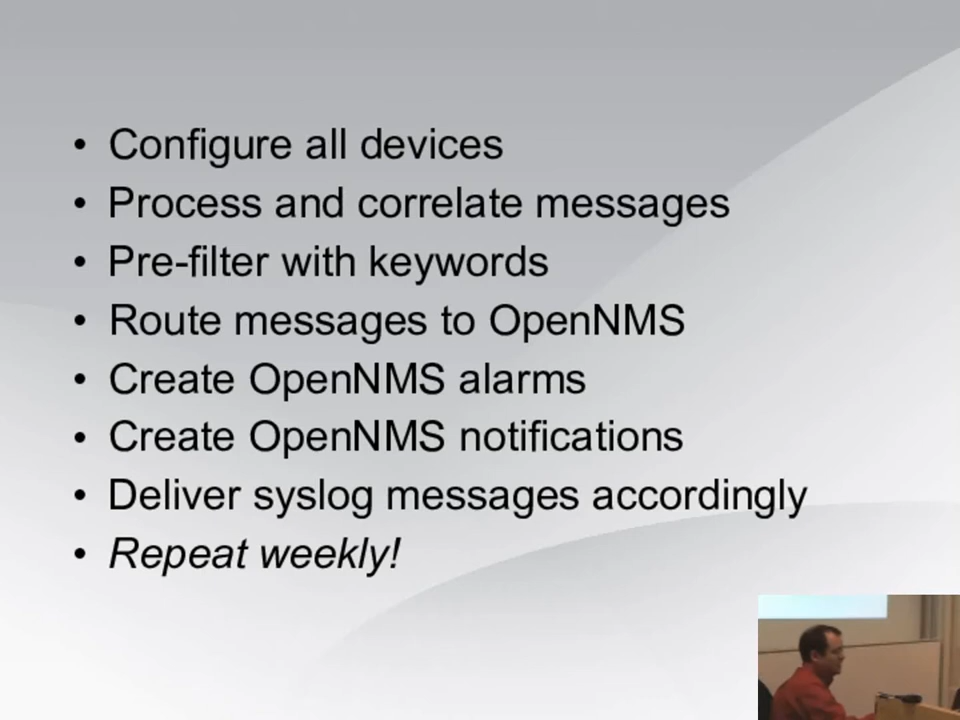 • Configure all devices
• Process and correlate messages
• Pre-filter with keywords
• Route messages to OpenNMS
• Create OpenNMS alarms
• Create OpenNMS notifications
• Deliver syslog messages accordingly
• Repeat weekly!